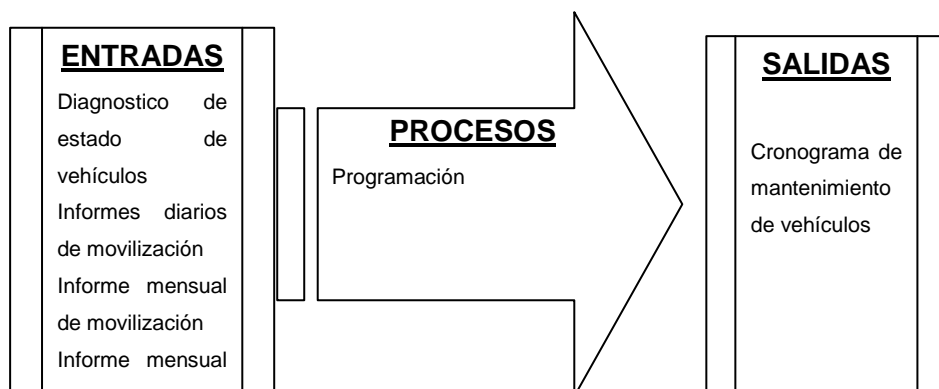 ENTRADAS
Diagnostico de
estado de
vehículos
Informes diarios
de movilización
Informe mensual
de movilización
Informe mensual
PROCESOS
Programación
SALIDAS
Cronograma de
mantenimiento
de vehículos